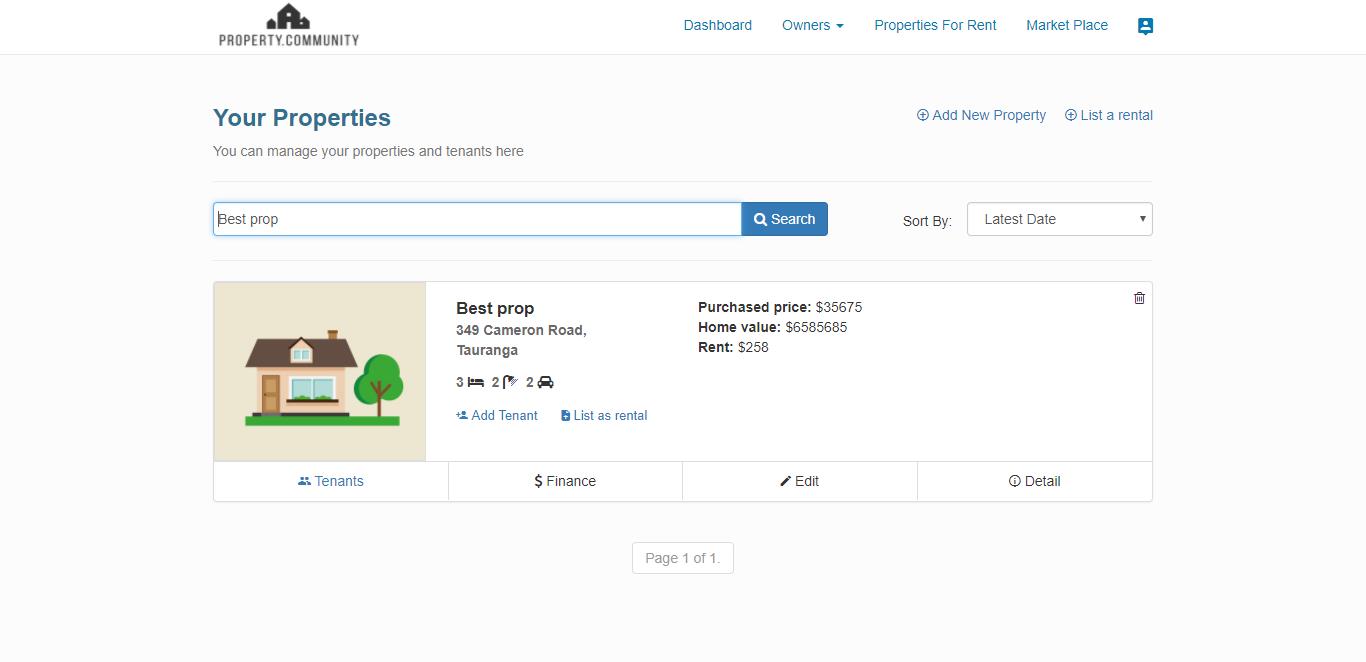 PROPERTY.COMMUNITY
Dashboard
Owners
Properties For Rent
Market Place
Your Properties
Add New Property
List a rental
You can manage your properties and tenants here
Best prop
Search
Sort By:
Latest Date
Best prop
349 Cameron Road,
Tauranga
3 2 2
Add Tenant
List as rental
Purchased price: $35675
Home value: $6585685
Rent: $258
Tenants
$ Finance
Edit
Detail
Page 1 of 1.